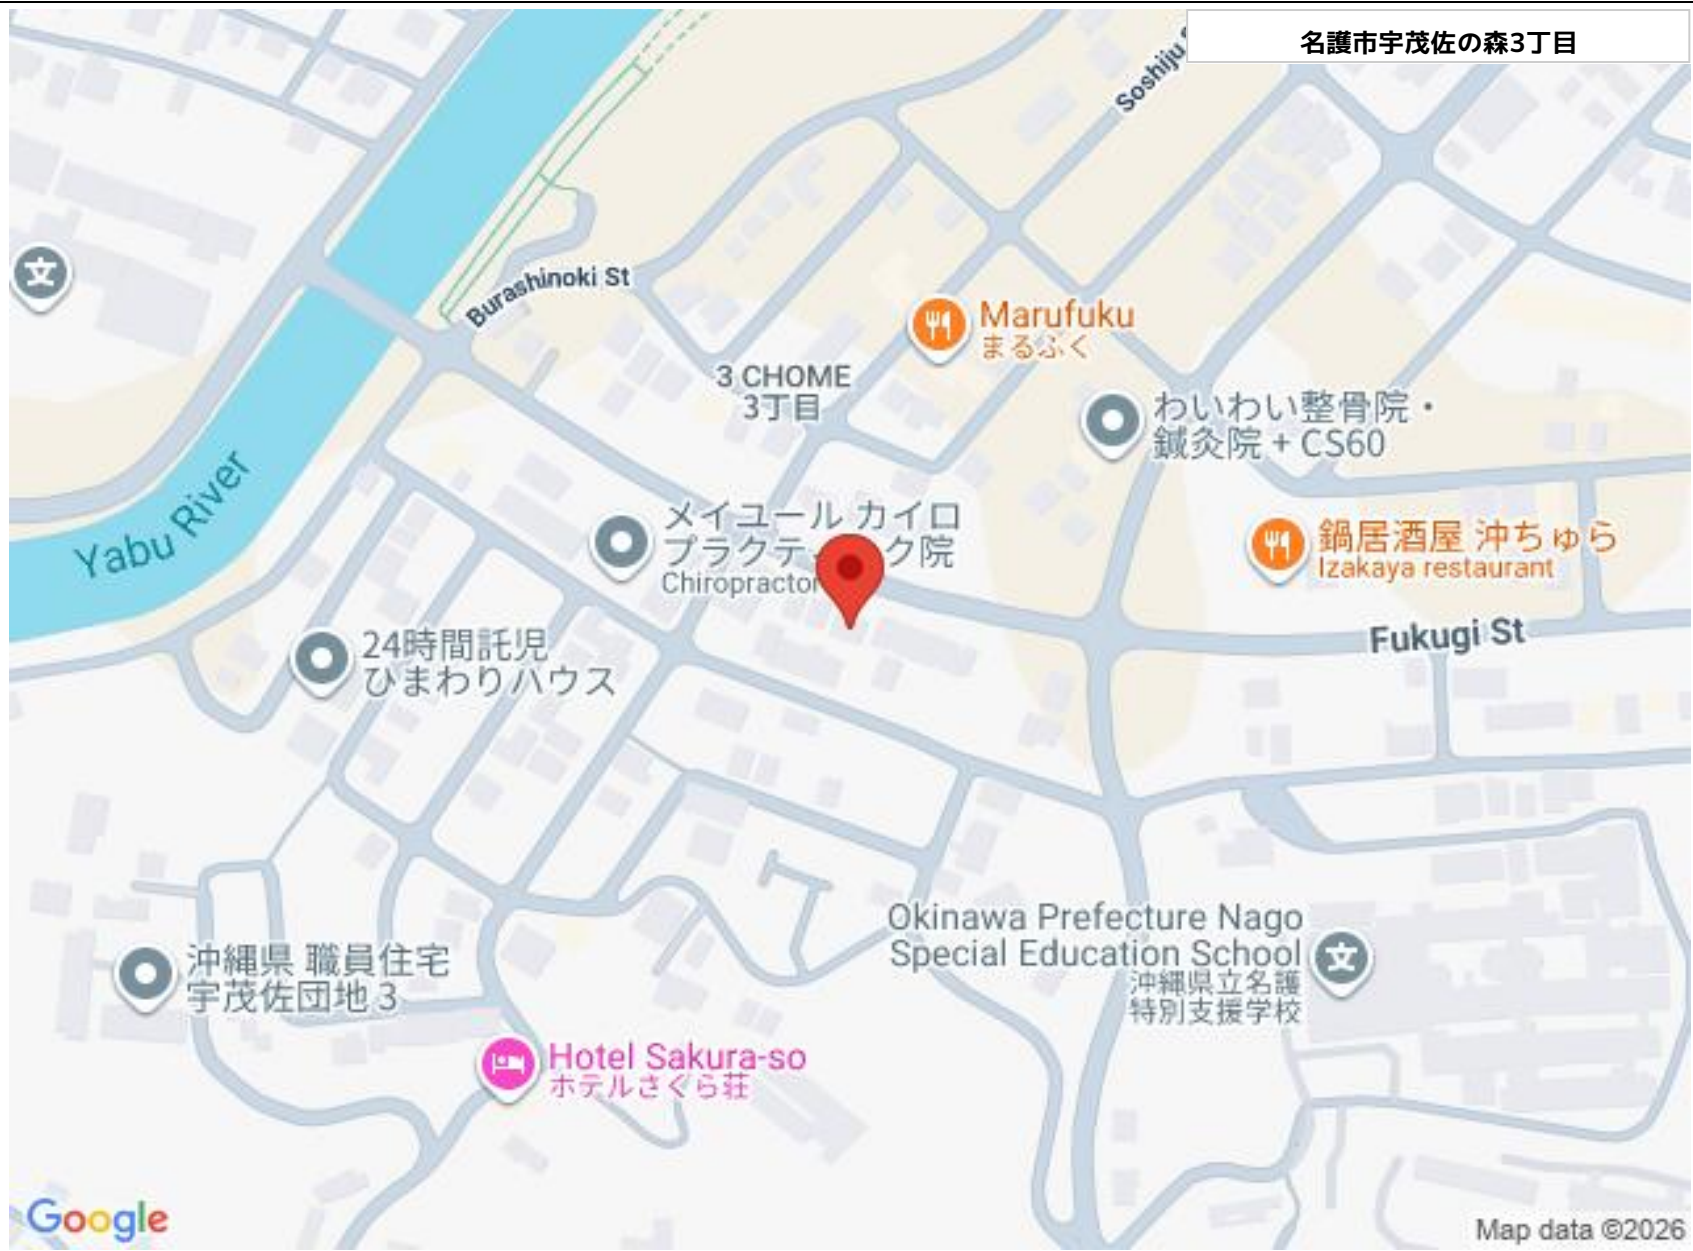 名護市宇茂佐の森3丁目
Soshiju
Burashinoki St
Marufuku
まるふく
3 CHOME
3丁目
わいわい整骨院・
鍼灸院 + CS60
Yabu River
メイユール カイロ
プラクテ ク院
Chiropractor
鍋居酒屋 沖ちゅら
Izakaya restaurant
Fukugi St
24時間託児
ひまわりハウス
Okinawa Prefecture Nago
Special Education School
沖縄県立名護
特別支援学校
文
文
沖縄県 職員住宅
宇茂佐団地 3
Hotel Sakura-so
ホテルさくら荘
Google
Map data ©2026